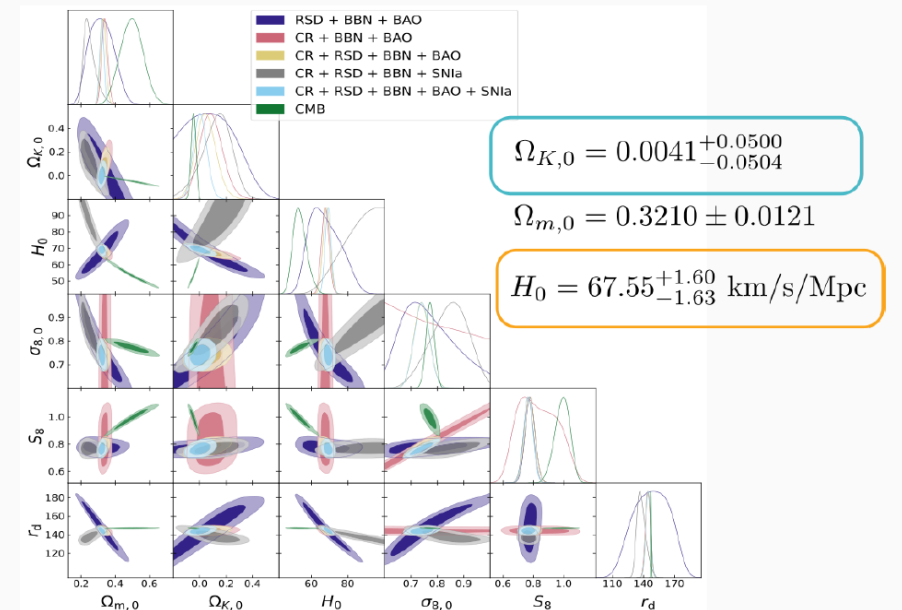 RSD + BBN + BAO
CR + BBN + BAO
CR + RSD + BBN + BAO
CR + RSD + BBN + SNIa
CR + RSD + BBN + BAO + SNIa
CMB
Ω_{K,0} = 0.0041^{+0.0500}_{-0.0504}
Ω_{m,0} = 0.3210 ± 0.0121
H_0 = 67.55^{+1.60}_{-1.63} km/s/Mpc
Ω_{K,0}
0.4
0.2
0.0
H_0
90
80
70
60
50
σ_{8,0}
0.9
0.8
0.7
S_8
1.0
0.8
0.6
r_d
180
160
140
120
0.2 0.4 0.6 0.0 0.2 0.4 60 80 0.7 0.8 0.9 0.6 0.8 1.0 110 140 170
Ω_{m,0} Ω_{K,0} H_0 σ_{8,0} S_8 r_d